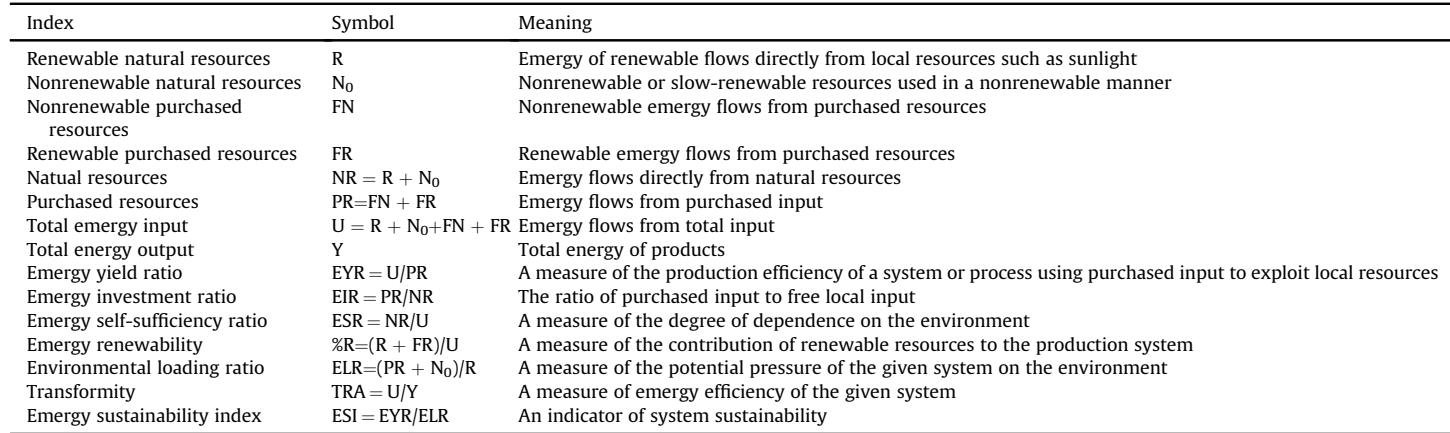 Index Symbol Meaning
Renewable natural resources R Emergy of renewable flows directly from local resources such as sunlight
Nonrenewable natural resources N₀ Nonrenewable or slow-renewable resources used in a nonrenewable manner
Nonrenewable purchased FN Nonrenewable emergy flows from purchased resources
resources
Renewable purchased resources FR Renewable emergy flows from purchased resources
Natual resources NR = R + N₀ Emergy flows directly from natural resources
Purchased resources PR=FN + FR Emergy flows from purchased input
Total emergy input U = R + N₀+FN + FR Emergy flows from total input
Total energy output Y Total energy of products
Emergy yield ratio EYR = U/PR A measure of the production efficiency of a system or process using purchased input to exploit local resources
Emergy investment ratio EIR = PR/NR The ratio of purchased input to free local input
Emergy self-sufficiency ratio ESR = NR/U A measure of the degree of dependence on the environment
Emergy renewability %R=(R + FR)/U A measure of the contribution of renewable resources to the production system
Environmental loading ratio ELR=(PR + N₀)/R A measure of the potential pressure of the given system on the environment
Transformity TRA = U/Y A measure of emergy efficiency of the given system
Emergy sustainability index ESI = EYR/ELR An indicator of system sustainability